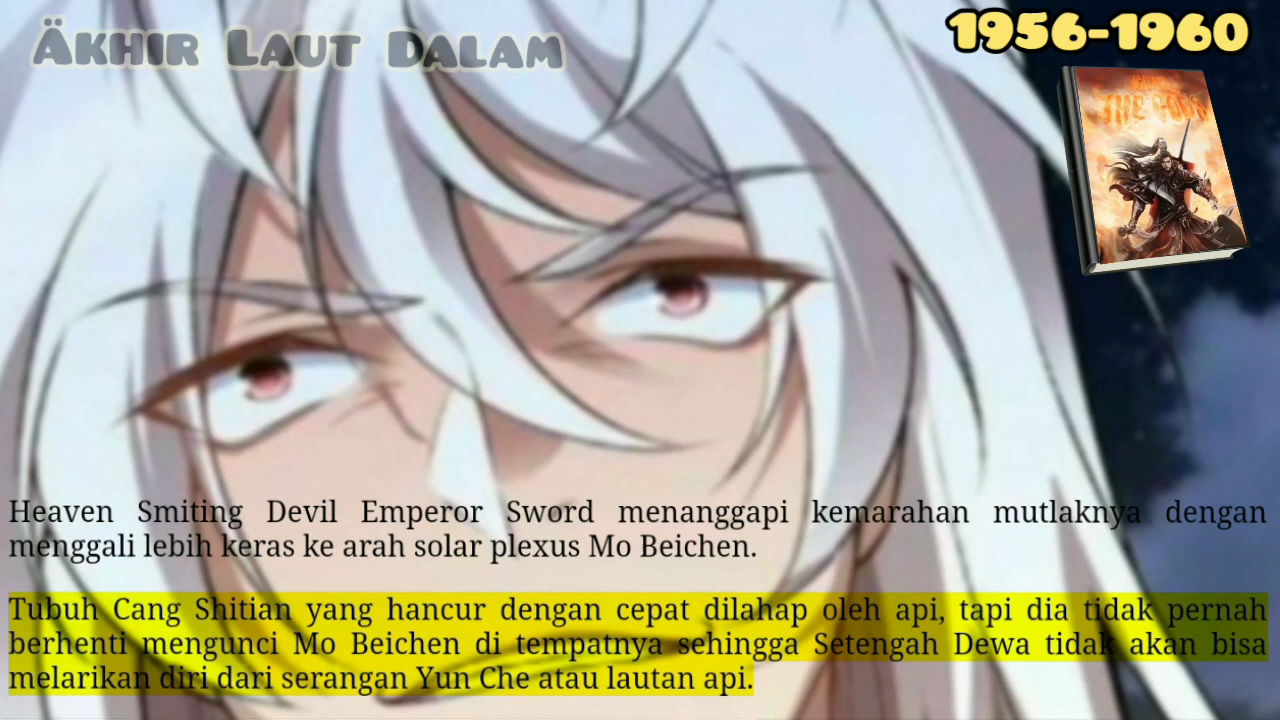 Äkhir Laut Dalam
1956-1960
THE GODS
Heaven Smiting Devil Emperor Sword menanggapi kemarahan mutlaknya dengan
menggali lebih keras ke arah solar plexus Mo Beichen.
Tubuh Cang Shitian yang hancur dengan cepat dilahap oleh api, tapi dia tidak pernah
berhenti mengunci Mo Beichen di tempatnya sehingga Setengah Dewa tidak akan bisa
melarikan diri dari serangan Yun Che atau lautan api.